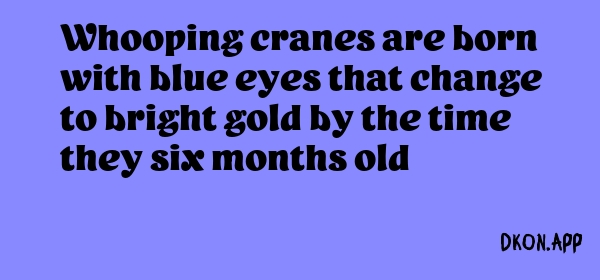 Whooping cranes are born
with blue eyes that change
to bright gold by the time
they six months old
DKON.APP